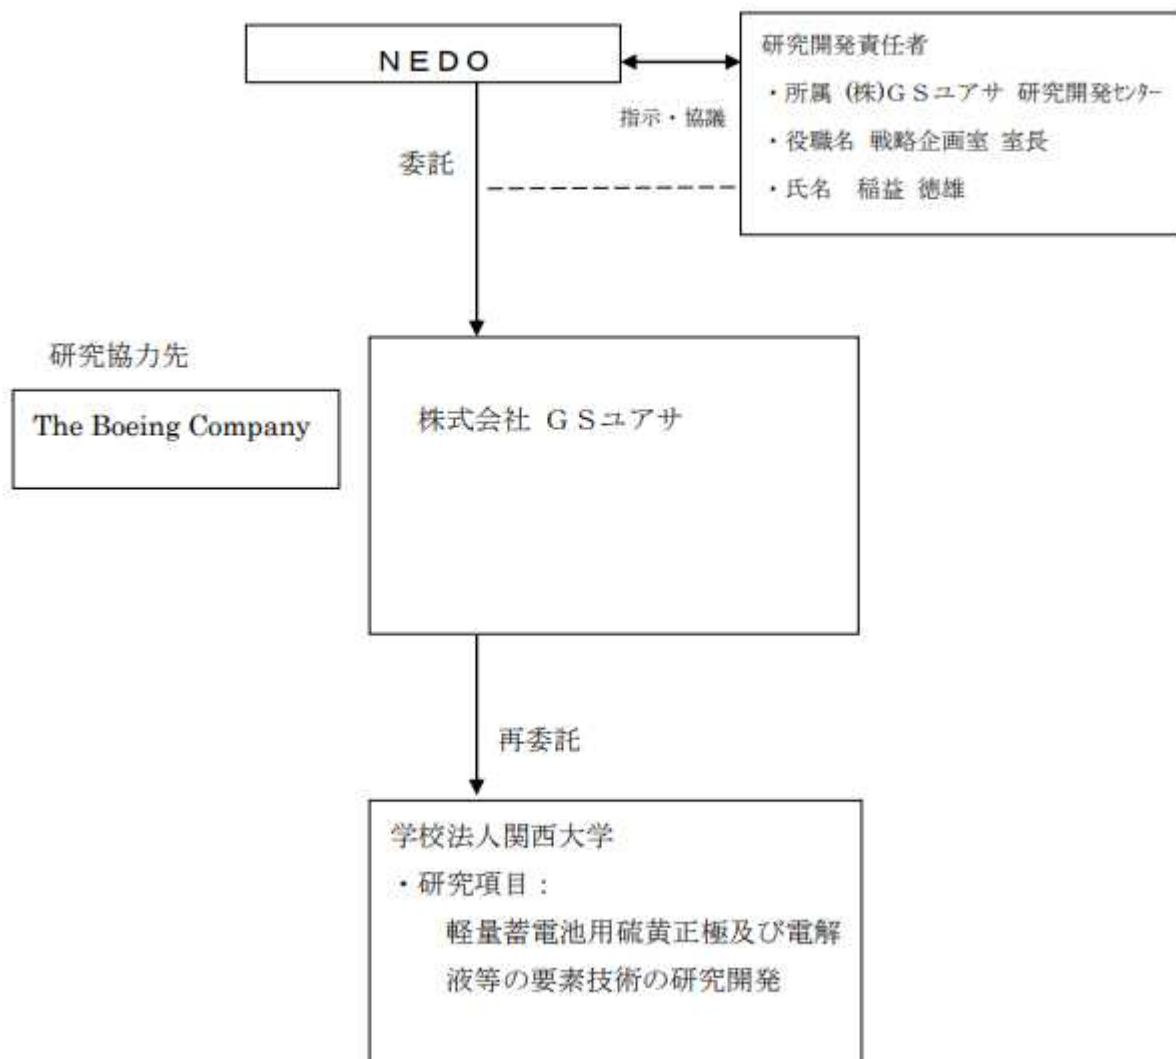 ＮＥＤＯ
研究開発責任者
・所属 (株)ＧＳユアサ 研究開発ｾﾝﾀｰ
・役職名 戦略企画室 室長
・氏名　稲益 徳雄
指示・協議
委託
研究協力先
The Boeing Company
株式会社 ＧＳユアサ
再委託
学校法人関西大学
・研究項目：
軽量蓄電池用硫黄正極及び電解
液等の要素技術の研究開発